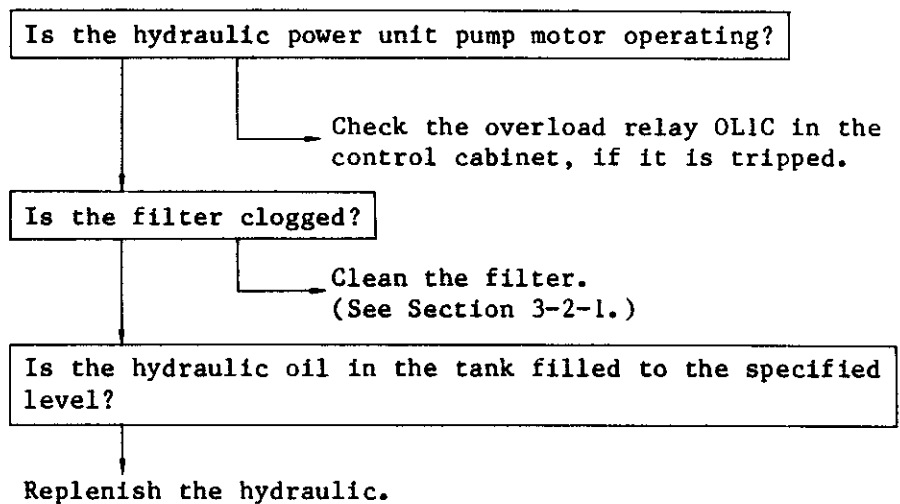 Is the hydraulic power unit pump motor operating?
Check the overload relay OL1C in the
control cabinet, if it is tripped.
Is the filter clogged?
Clean the filter.
(See Section 3-2-1.)
Is the hydraulic oil in the tank filled to the specified
level?
Replenish the hydraulic.